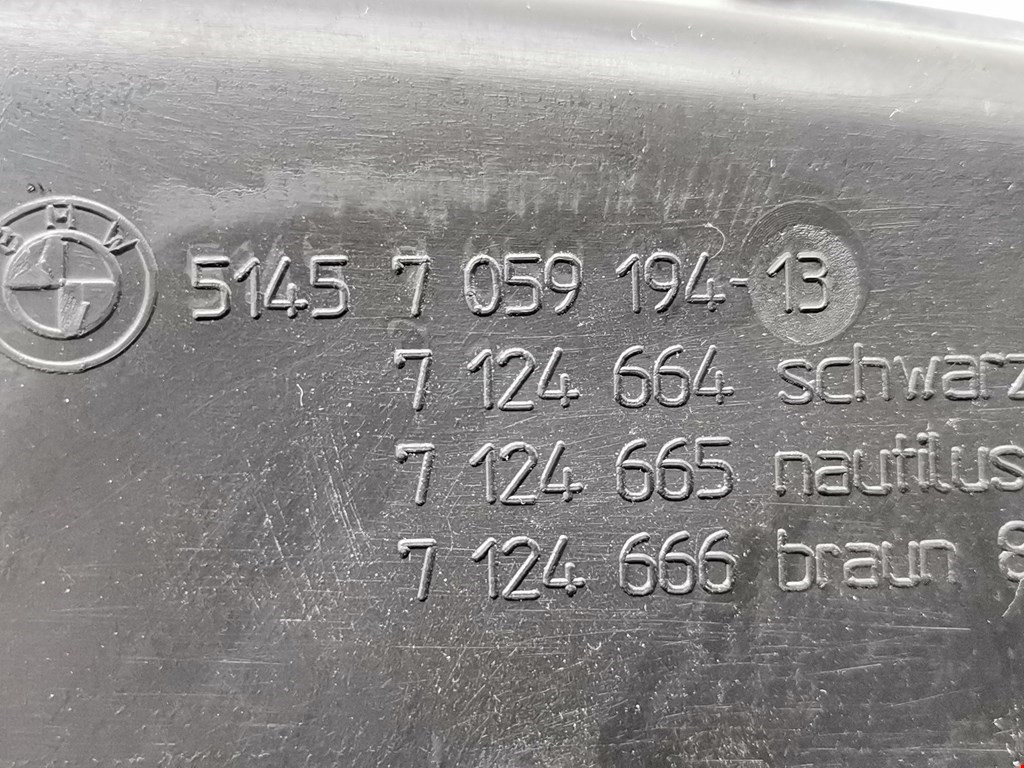 BMW 5145 7 059 194-13
7 124 664 schwarz
7 124 665 nautilus
7 124 666 braun